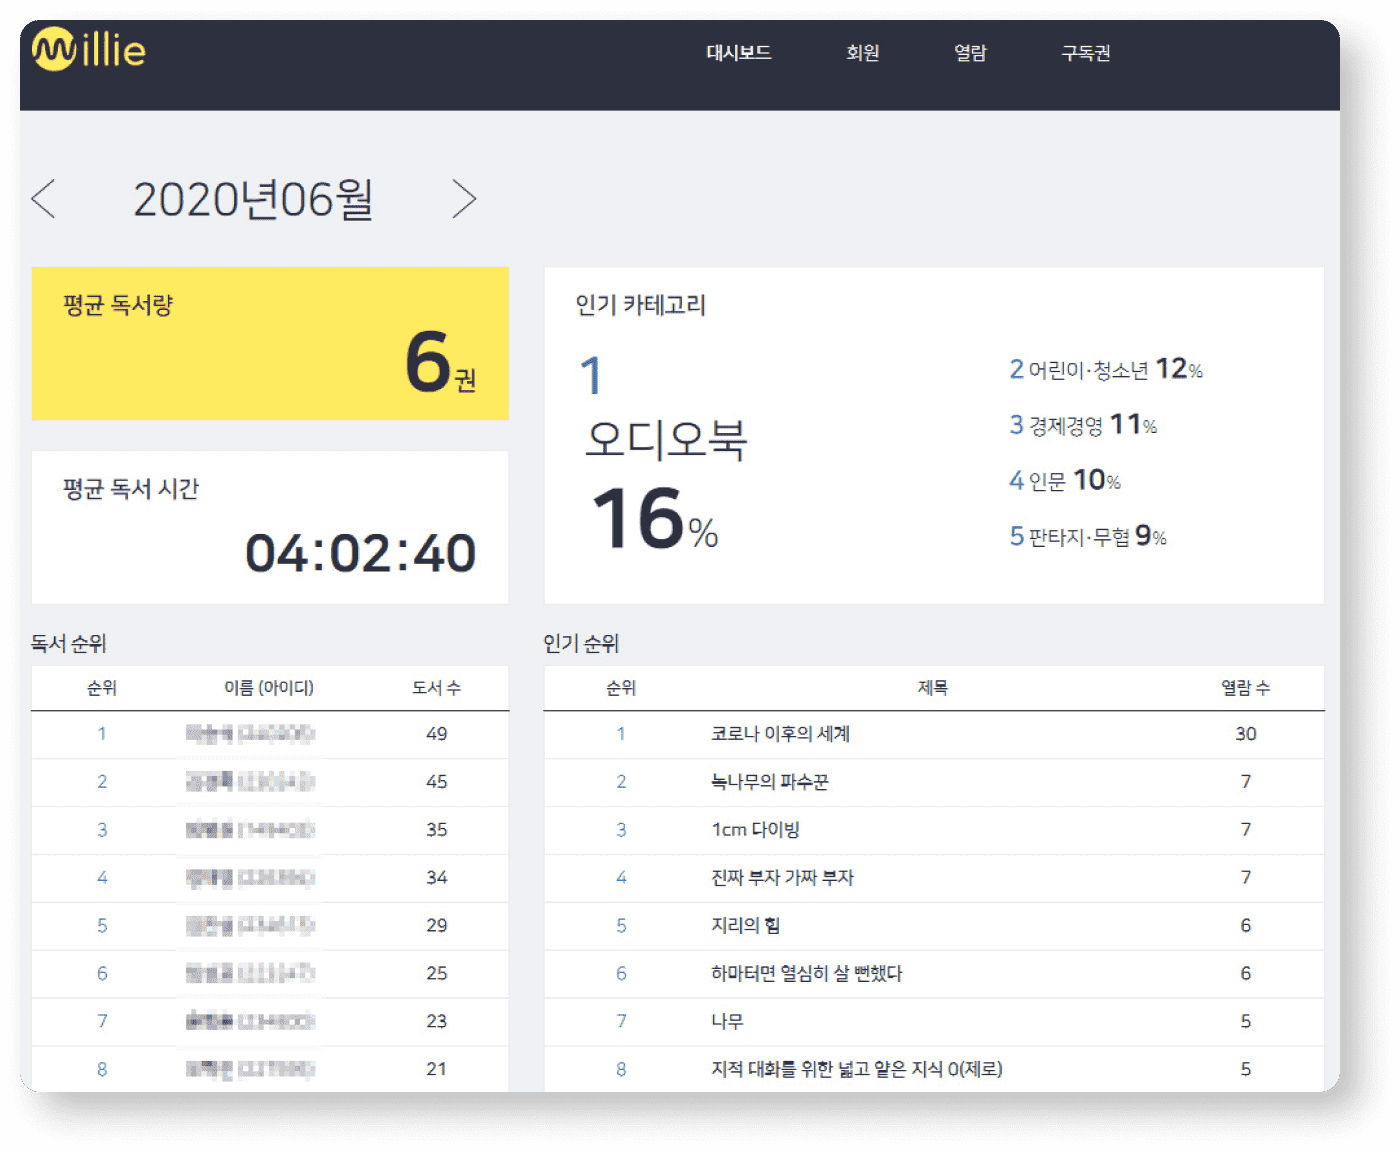 millie
대시보드 회원 열람 구독권
2020년06월
평균 독서량
6권
평균 독서 시간
04:02:40
인기 카테고리
1
오디오북
16%
2 어린이·청소년 12%
3 경제경영 11%
4 인문 10%
5 판타지·무협 9%
독서 순위
순위 이름 (아이디) 도서 수
1 49
2 45
3 35
4 34
5 29
6 25
7 23
8 21
인기 순위
순위 제목 열람 수
1 코로나 이후의 세계 30
2 녹나무의 파수꾼 7
3 1cm 다이빙 7
4 진짜 부자 가짜 부자 7
5 지리의 힘 6
6 하마터면 열심히 살 뻔했다 6
7 나무 5
8 지적 대화를 위한 넓고 얕은 지식 0(제로) 5